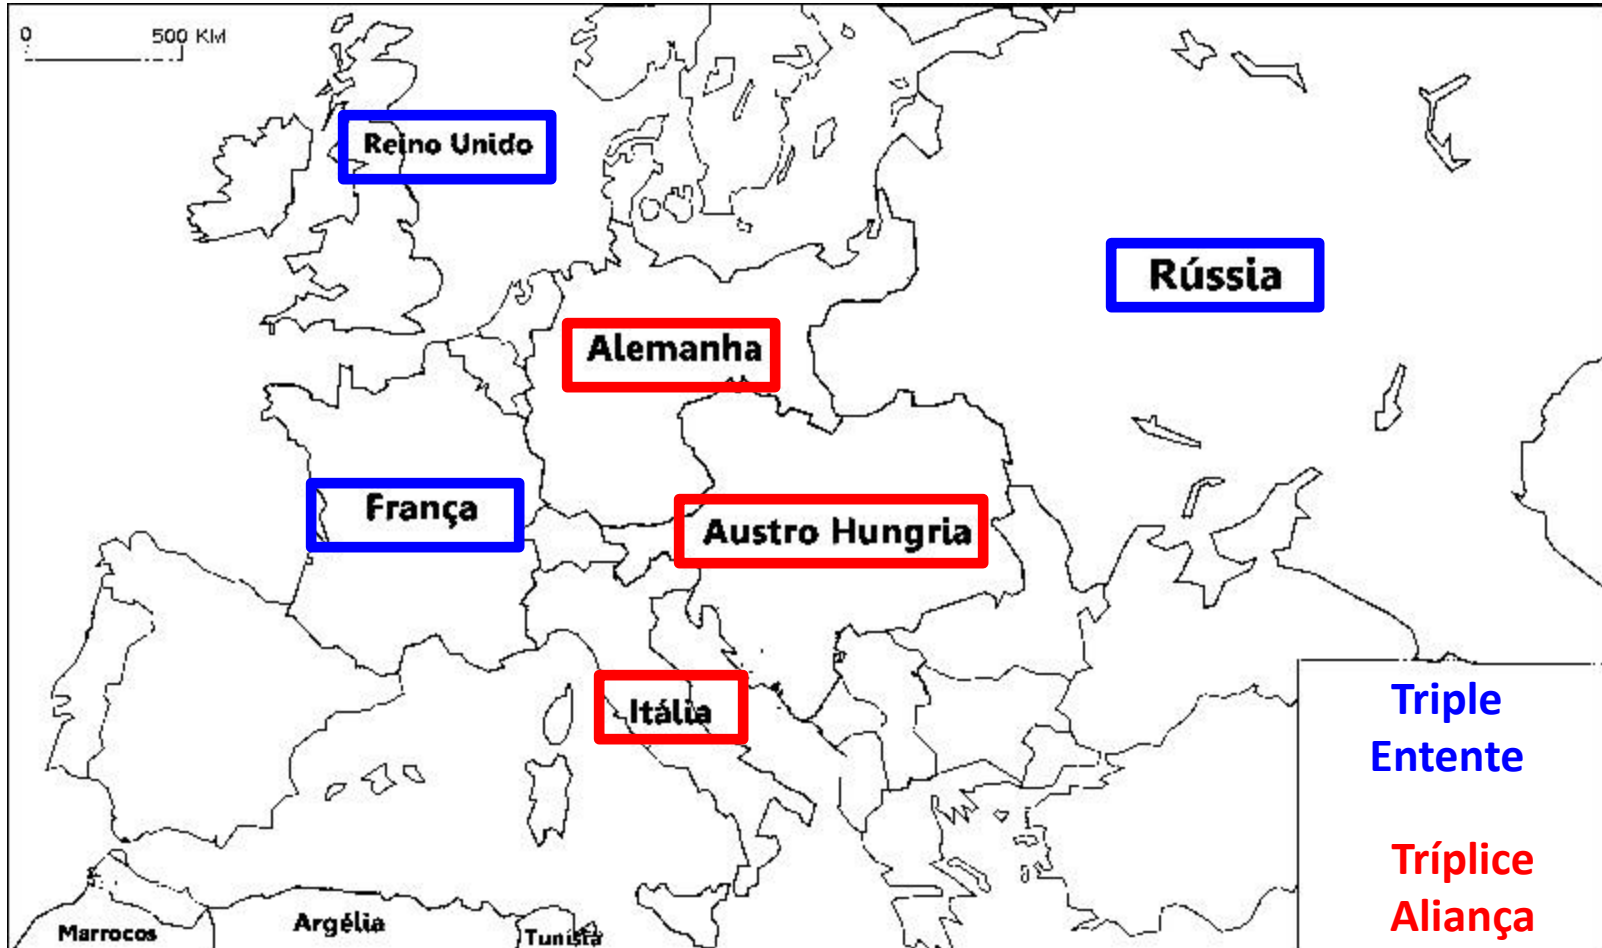 0 500 KM
Reino Unido
Rússia
Alemanha
França
Austro Hungria
Itália
Triple
Entente
Tríplice
Aliança
Marrocos
Argélia
Tunísia